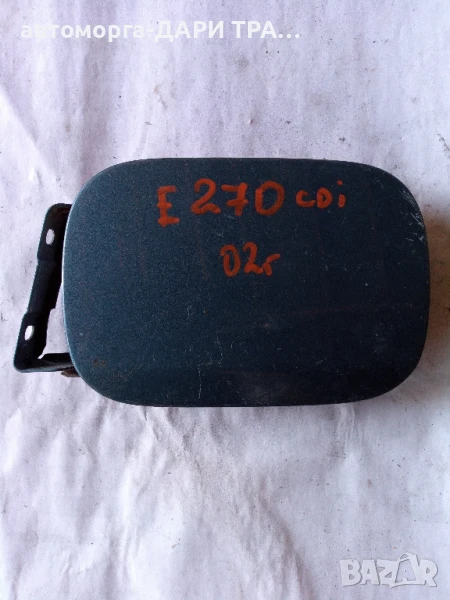 автоморга-ДАРИ ТРА...
E 270 CDi
02г
BAZAR